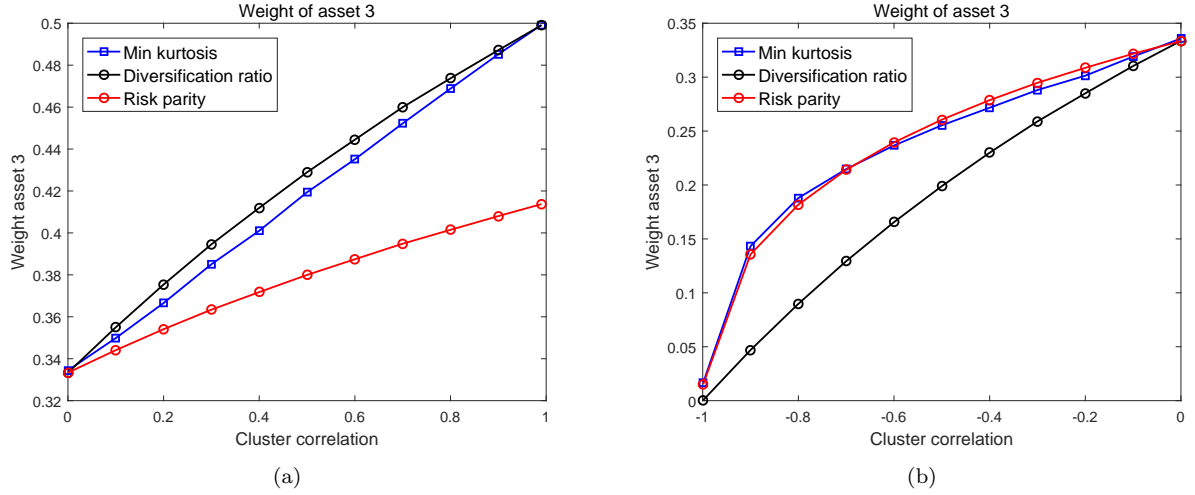 Weight of asset 3
0.5
0.48
0.46
0.44
0.42
0.4
0.38
0.36
0.34
0.32
Weight asset 3
Min kurtosis
Diversification ratio
Risk parity
0 0.2 0.4 0.6 0.8 1
Cluster correlation
(a)
Weight of asset 3
0.35
0.3
0.25
0.2
0.15
0.1
0.05
0
Weight asset 3
Min kurtosis
Diversification ratio
Risk parity
-1 -0.8 -0.6 -0.4 -0.2 0
Cluster correlation
(b)